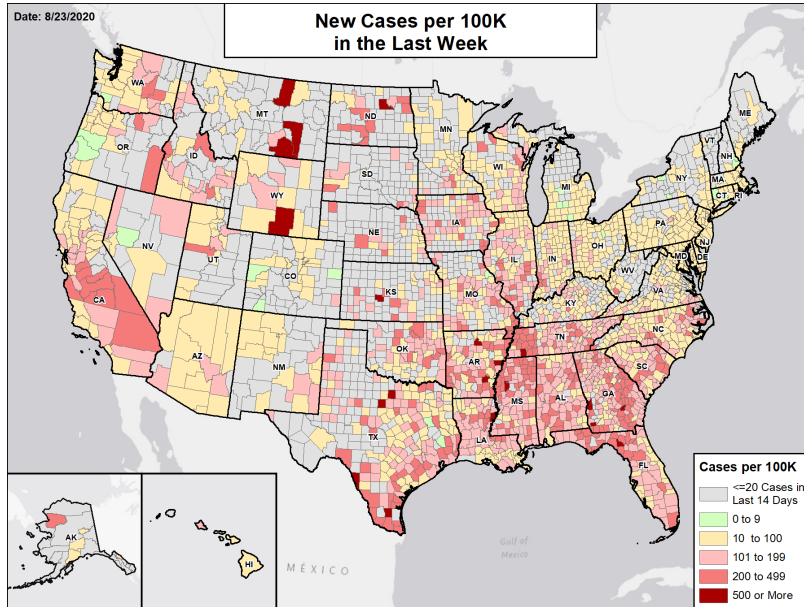 Date: 8/23/2020
New Cases per 100K
in the Last Week
WA
MT
ND
MN
ME
OR
ID
WY
SD
WI
MI
VT
NH
NY
MA
CT
RI
NV
UT
CO
NE
IA
IL
IN
OH
PA
NJ
MD
DE
WV
VA
CA
KS
MO
KY
AZ
NM
OK
AR
TN
NC
SC
TX
LA
MS
AL
GA
FL
AK
HI
MÉXICO
Gulf of
Mexico
Cases per 100K
<=20 Cases in
Last 14 Days
0 to 9
10 to 100
101 to 199
200 to 499
500 or More